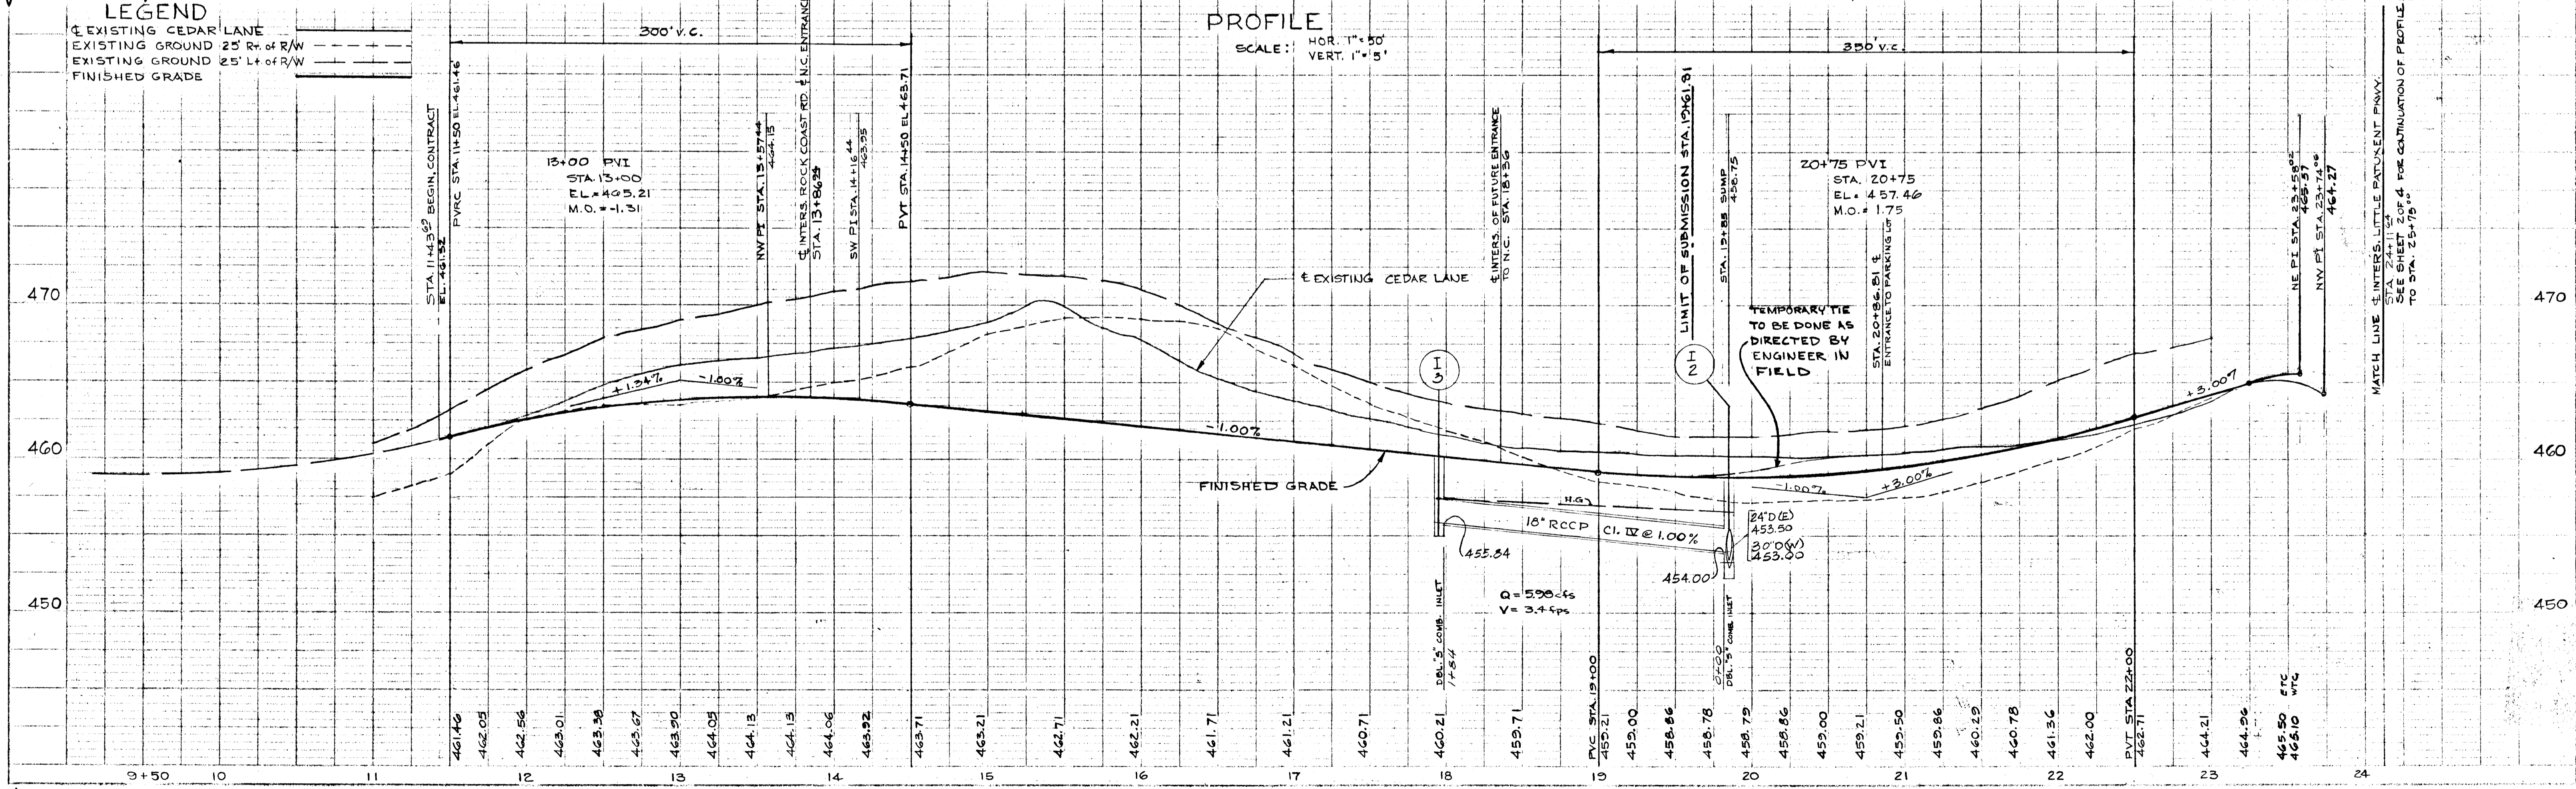 LEGEND
℄ EXISTING CEDAR LANE
EXISTING GROUND 25' Rt. of R/W
EXISTING GROUND 25' Lt. of R/W
FINISHED GRADE
PROFILE
SCALE: HOR. 1"=50'
VERT. 1"=5'
300' V.C.
350' V.C.
STA. 11+43.69 BEGIN. CONTRACT
EL. 461.32
PVRC STA. 11+50 EL. 461.46
13+00 PVI
STA. 13+00
EL.=465.21
M.O.=-1.31
NW PI STA. 13+57.44
464.15
℄ INTERS. ROCK COAST RD. & N.C. ENTRANCE
STA. 13+86.94
SW PI STA. 14+16.44
463.95
PVT STA. 14+50 EL 463.71
℄ EXISTING CEDAR LANE
℄ INTERS. OF FUTURE ENTRANCE
TO N.C. STA. 18+36
LIMIT OF SUBMISSION STA. 19+61.81
STA. 19+85 SUMP
458.75
20+75 PVI
STA. 20+75
EL= 457.46
M.O.= 1.75
STA. 20+86.81 ℄
ENTRANCE TO PARKING LOT
TEMPORARY TIE
TO BE DONE AS
DIRECTED BY
ENGINEER IN
FIELD
NE PI STA. 23+58.02
465.57
NW PI STA. 23+74.06
464.27
MATCH LINE ℄ INTERS. LITTLE PATUXENT PKWY.
STA. 24+11.64
SEE SHEET 2 OF 4 FOR CONTINUATION OF PROFILE
TO STA. 25+75.00
470
470
460
460
450
450
+1.34%
-1.00%
-1.00%
-1.00%
+3.00%
+3.00%
FINISHED GRADE
I
3
I
2
H.G.
18" RCCP CL. IV @ 1.00%
455.84
454.00
24"D(E)
453.50
30"D(W)
453.00
Q = 5.98 cfs
V = 3.4 fps
DBL. "S" COMB. INLET
1+84
0+00
DBL. "S" COMB. INLET
PVC STA. 19+00
PVT STA. 22+00
461.46
462.05
462.56
463.01
463.38
463.67
463.90
464.05
464.13
464.13
464.06
463.92
463.71
463.21
462.71
462.21
461.71
461.21
460.71
460.21
459.71
459.21
459.00
458.86
458.78
458.79
458.86
459.00
459.21
459.50
459.86
460.29
460.78
461.36
462.00
462.71
464.21
464.96
465.50 ETC
465.10 WTG
9+50
10
11
12
13
14
15
16
17
18
19
20
21
22
23
24